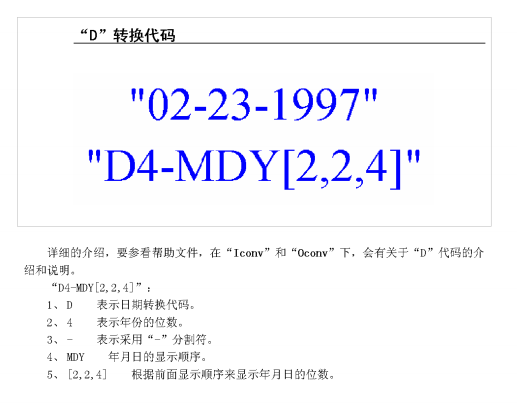 “D”转换代码
"02-23-1997"
"D4-MDY[2,2,4]"
详细的介绍，要参看帮助文件，在“Iconv”和“Oconv”下，会有关于“D”代码的介
绍和说明。
“D4-MDY[2,2,4]”：
1、 D 表示日期转换代码。
2、 4 表示年份的位数。
3、 - 表示采用“-”分割符。
4、 MDY 年月日的显示顺序。
5、 [2,2,4] 根据前面显示顺序来显示年月日的位数。